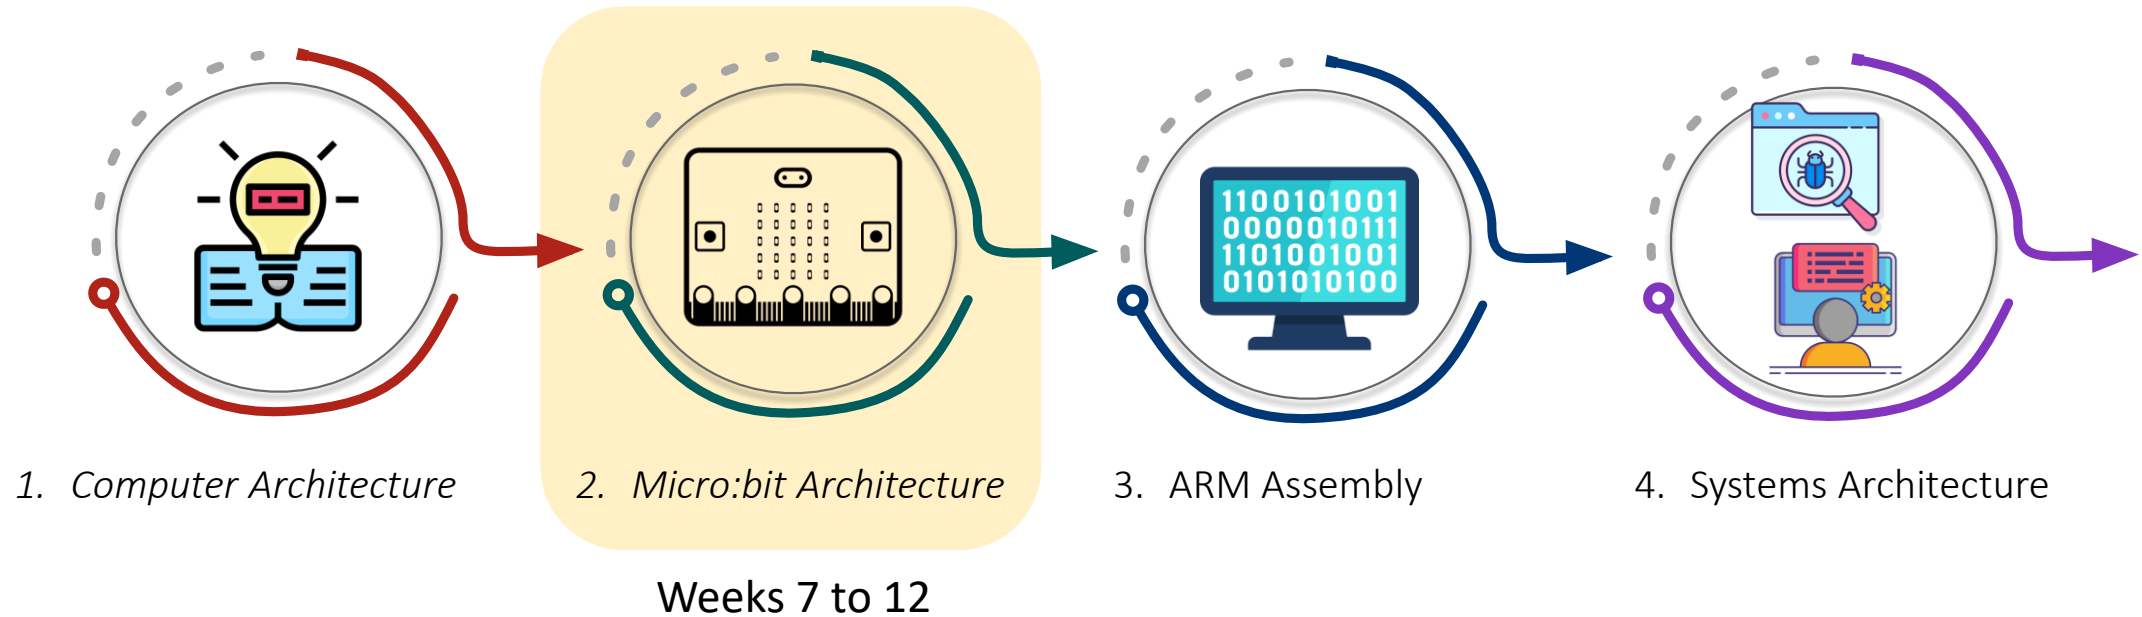 1100101001
0000010111
1101001001
0101010100
1. Computer Architecture
2. Micro:bit Architecture
3. ARM Assembly
4. Systems Architecture
Weeks 7 to 12